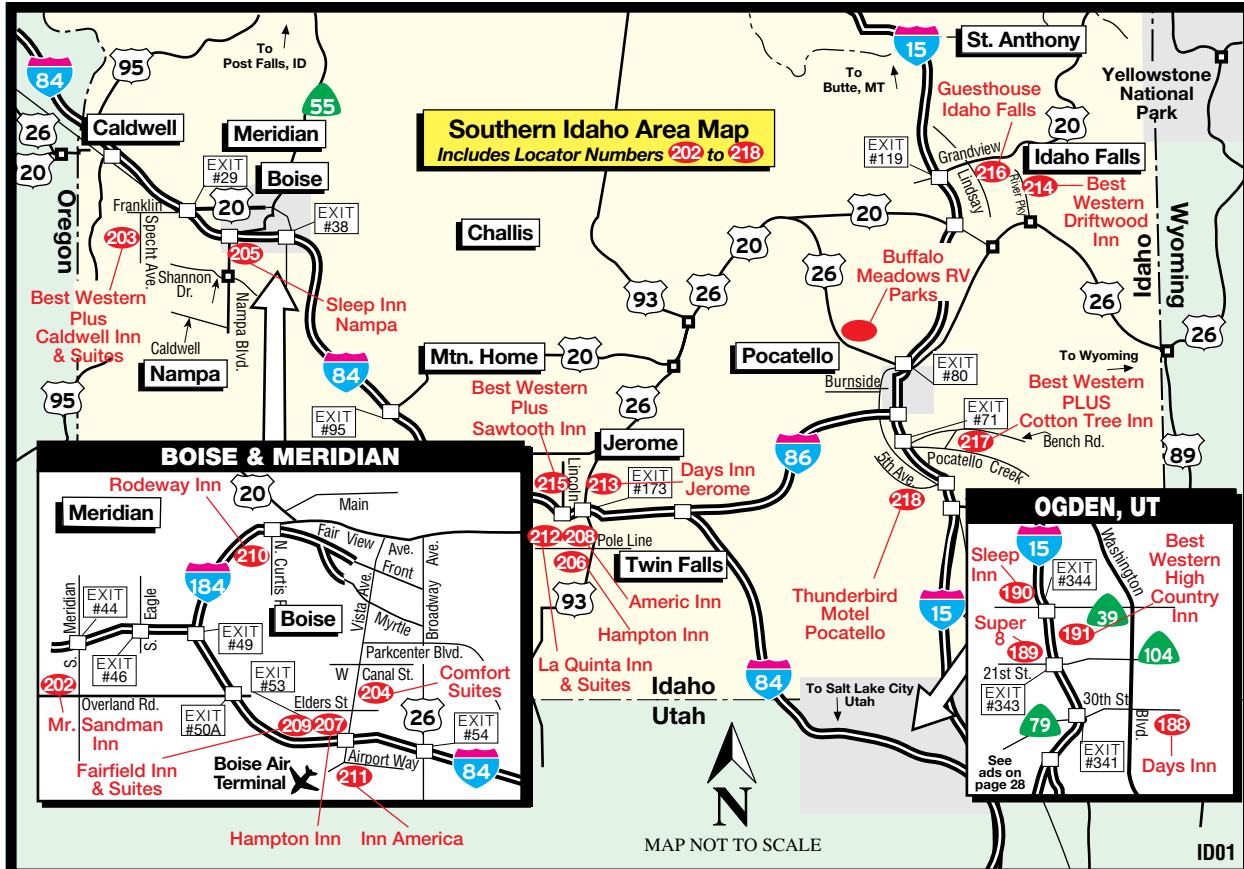 To
Post Falls, ID
95
84
55
26
20
Caldwell
Meridian
Boise
EXIT
#29
20
EXIT
#38
Franklin
Specht Ave.
203
205
Oregon
Shannon
Dr.
Nampa Blvd.
Caldwell
Best Western
Plus
Caldwell Inn
& Suites
Sleep Inn
Nampa
Nampa
95
84
EXIT
#95
Southern Idaho Area Map
Includes Locator Numbers 202 to 218
Challis
20
93
26
20
26
Mtn. Home
20
26
15
To
Butte, MT
St. Anthony
Yellowstone
National
Park
Guesthouse
Idaho Falls
20
EXIT
#119
Grandview
216
Lindsay
River Pky
Idaho Falls
214
Best
Western
Driftwood
Inn
Idaho
Wyoming
26
26
To Wyoming
89
Buffalo
Meadows RV
Parks
Pocatello
EXIT
#80
Burnside
Best Western
PLUS
Cotton Tree Inn
EXIT
#71
217
Bench Rd.
Pocatello Creek
5th Ave.
218
Thunderbird
Motel
Pocatello
15
86
Best Western
Plus
Sawtooth Inn
Jerome
Lincoln
215
213
EXIT
#173
Days Inn
Jerome
212
208
Pole Line
206
Twin Falls
93
Americ Inn
Hampton Inn
La Quinta Inn
& Suites
Idaho
Utah
84
To Salt Lake City
Utah
BOISE & MERIDIAN
Rodeway Inn
20
Main
Meridian
Fair View
Ave.
Front
Ave.
210
N. Curtis R
184
Vista Ave.
Broadway
Boise
Myrtle
EXIT
#44
S. Meridian
S. Eagle
EXIT
#49
EXIT
#46
Parkcenter Blvd.
W
Canal St.
204
Comfort
Suites
202
Overland Rd.
EXIT
#53
Elders St
Mr. Sandman
Inn
EXIT
#50A
209
207
26
EXIT
#54
Fairfield Inn
& Suites
Boise Air
Terminal
Airport Way
211
84
Hampton Inn
Inn America
OGDEN, UT
15
Washington
Blvd.
Sleep
Inn
EXIT
#344
Best
Western
High
Country
Inn
190
39
Super
8
189
191
104
21st St.
EXIT
#343
30th St
79
188
Days Inn
EXIT
#341
See
ads on
page 28
N
MAP NOT TO SCALE
ID01